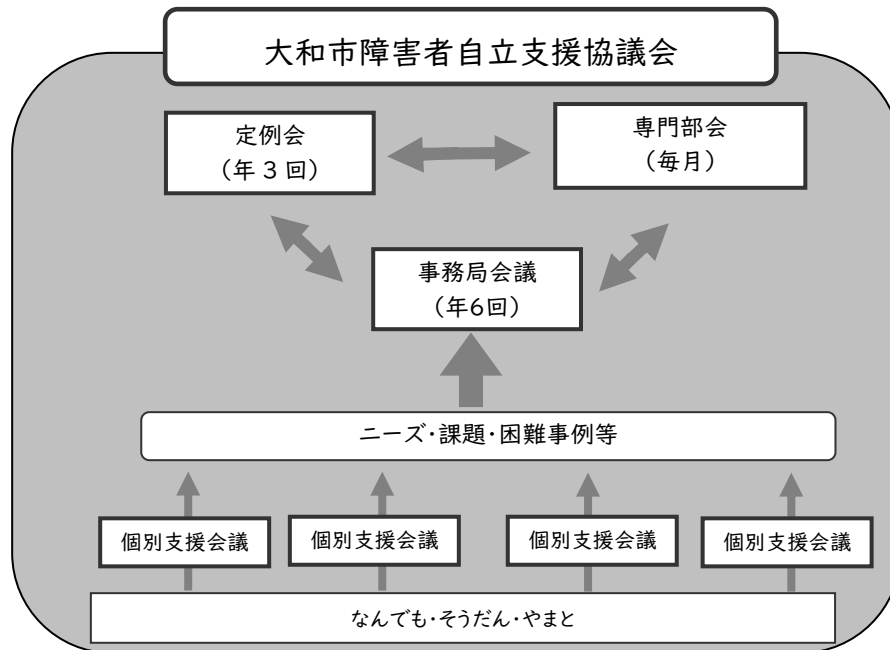 大和市障害者自立支援協議会
定例会
（年３回）
専門部会
（毎月）
事務局会議
（年6回）
ニーズ・課題・困難事例等
個別支援会議
個別支援会議
個別支援会議
個別支援会議
なんでも・そうだん・やまと